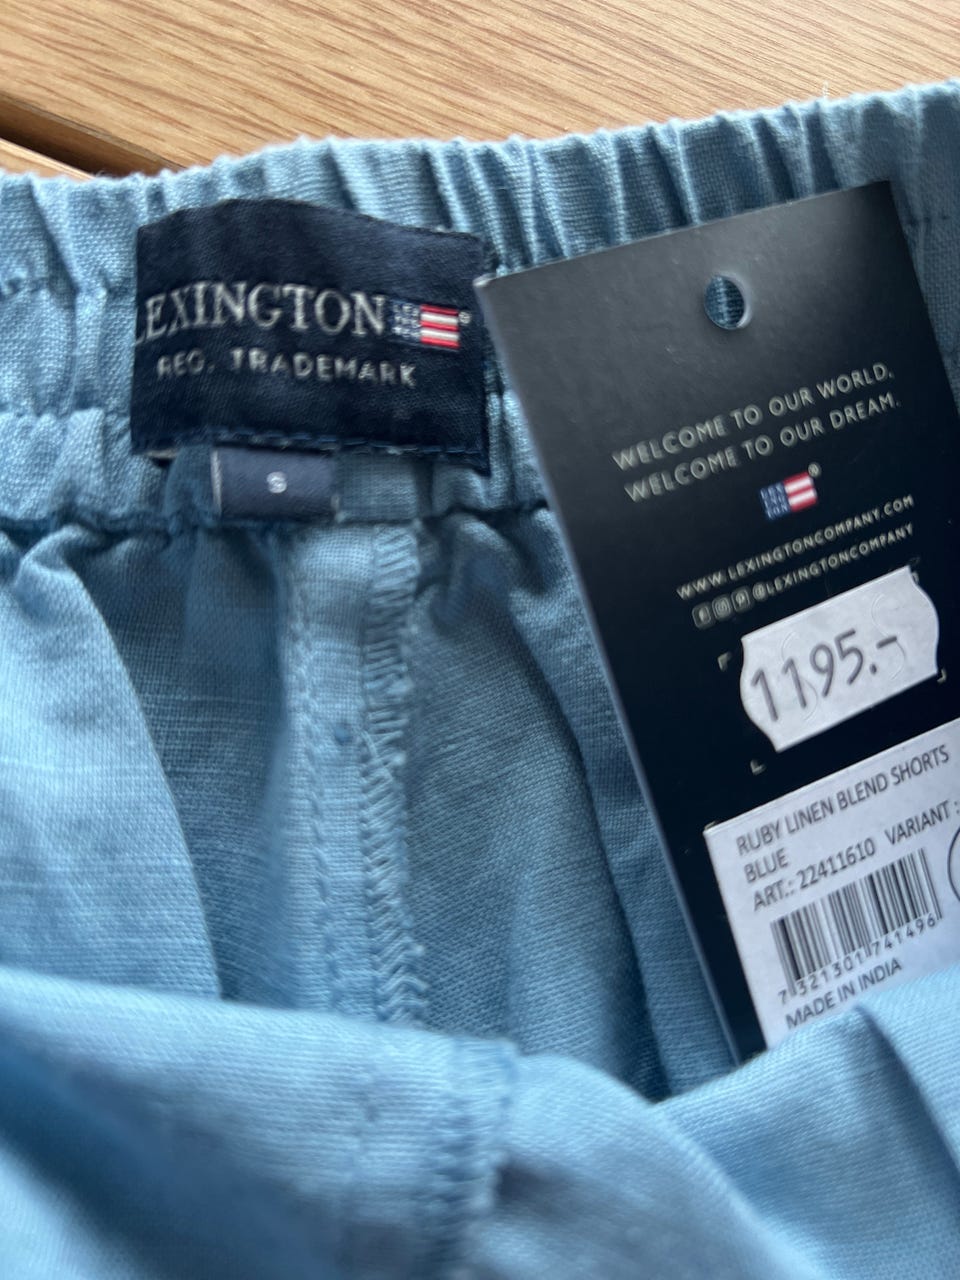 LEXINGTON
REG. TRADEMARK
S
WELCOME TO OUR WORLD.
WELCOME TO OUR DREAM.
WWW.LEXINGTONCOMPANY.COM
@LEXINGTONCOMPANY
1195.-
RUBY LINEN BLEND SHORTS
BLUE
ART.: 22411610 VARIANT :
7 321301 741496
MADE IN INDIA